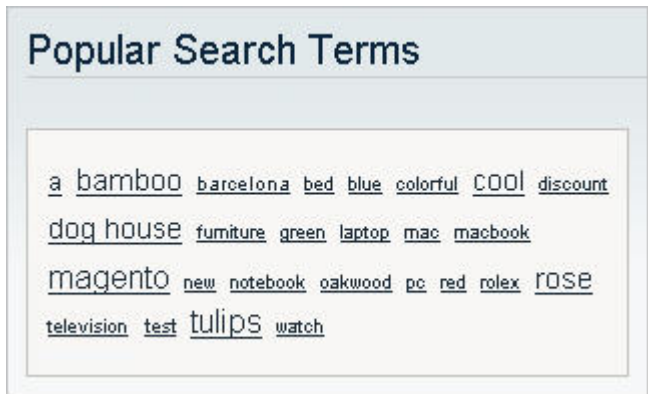 Popular Search Terms
a bamboo barcelona bed blue colorful cool discount
dog house furniture green laptop mac macbook
magento new notebook oakwood pc red rolex rose
television test tulips watch